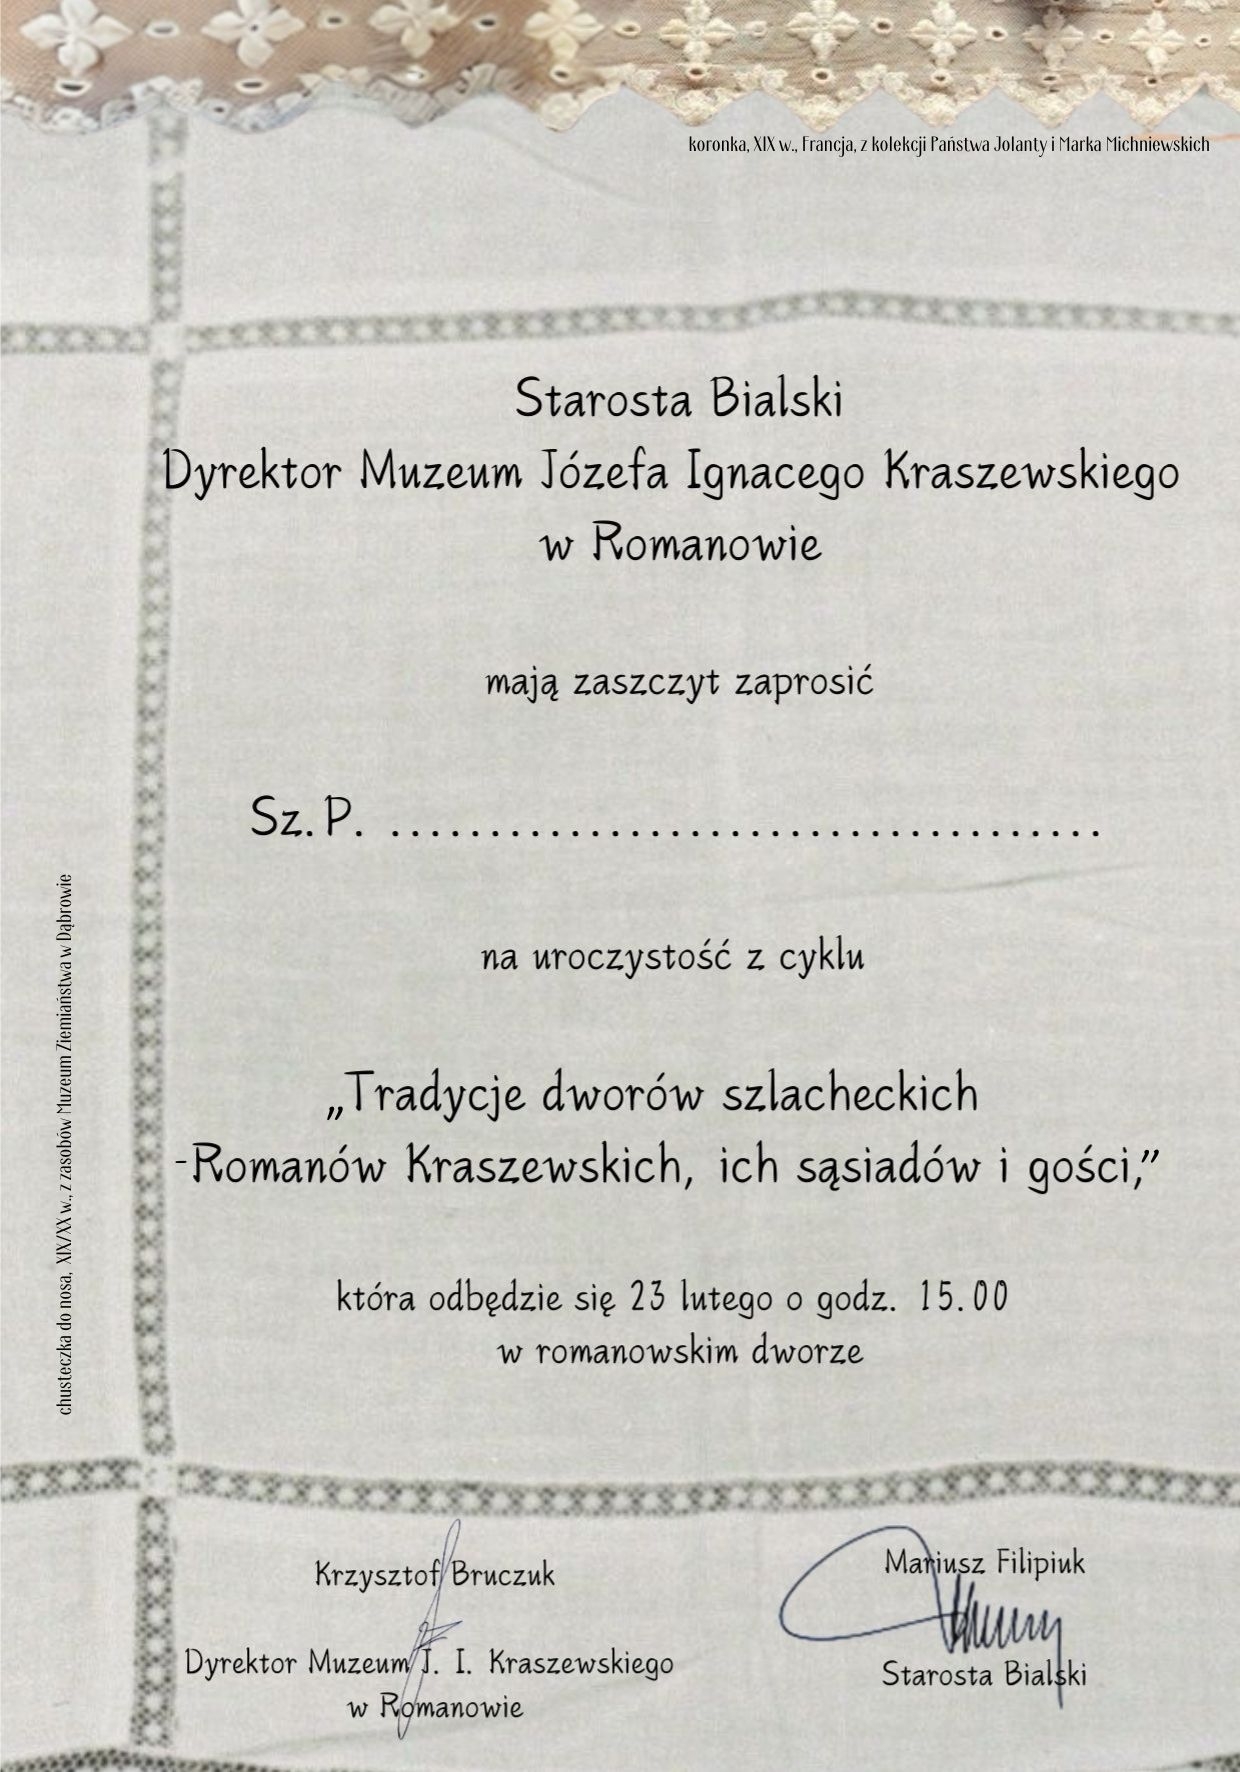 koronka, XIX w., Francja, z kolekcji Państwa Jolanty i Marka Michniewskich
Starosta Bialski
Dyrektor Muzeum Józefa Ignacego Kraszewskiego
w Romanowie
mają zaszczyt zaprosić
Sz. P. ....................................
na uroczystość z cyklu
„Tradycje dworów szlacheckich
-Romanów Kraszewskich, ich sąsiadów i gości,”
która odbędzie się 23 lutego o godz. 15.00
w romanowskim dworze
chusteczka do nosa, XIX/XX w., z zasobów Muzeum Ziemiaństwa w Dąbrowie
Krzysztof Bruczuk
Dyrektor Muzeum J. I. Kraszewskiego
w Romanowie
Mariusz Filipiuk
Starosta Bialski